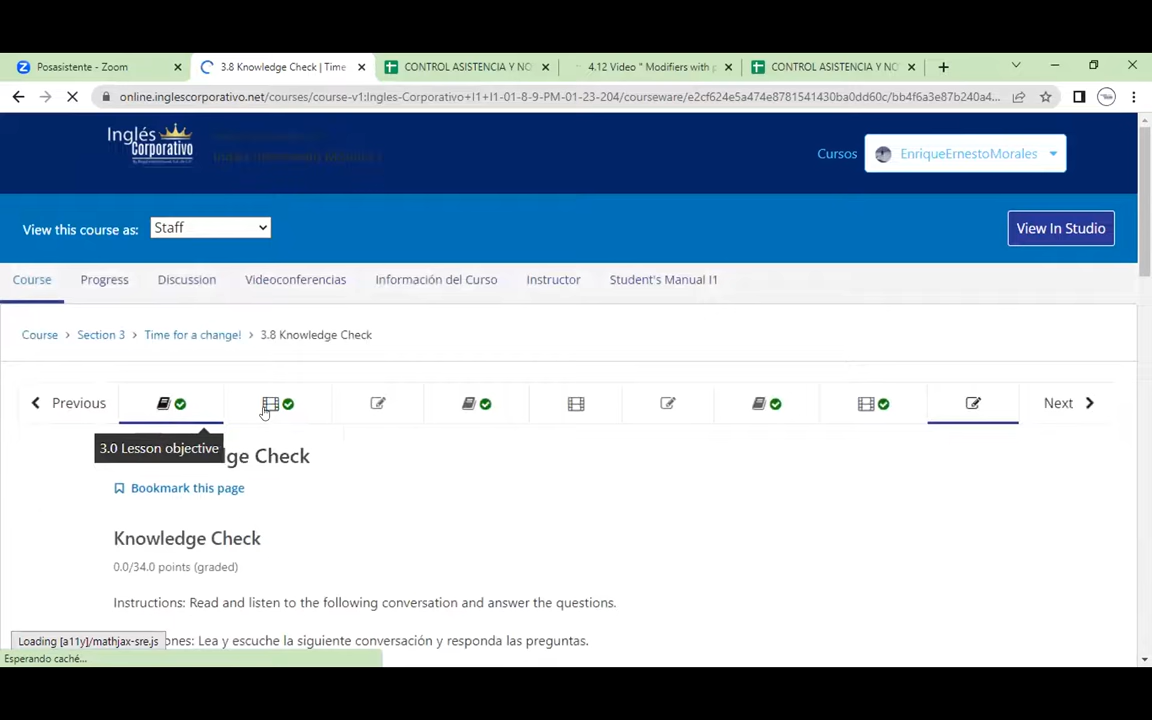 Posasistente - Zoom
3.8 Knowledge Check | Time
CONTROL ASISTENCIA Y NO
4.12 Video " Modifiers with p
CONTROL ASISTENCIA Y NO
online.inglescorporativo.net/courses/course-v1:Ingles-Corporativo+I1+I1-01-8-9-PM-01-23-204/courseware/e2cf624e5a474e8781541430ba0dd60c/bb4f6a3e87b240a4...
Inglés
Corporativo
Cursos
EnriqueErnestoMorales
View this course as:
Staff
View In Studio
Course
Progress
Discussion
Videoconferencias
Información del Curso
Instructor
Student's Manual I1
Course > Section 3 > Time for a change! > 3.8 Knowledge Check
Previous
Next
3.0 Lesson objective
ge Check
Bookmark this page
Knowledge Check
0.0/34.0 points (graded)
Instructions: Read and listen to the following conversation and answer the questions.
Loading [a11y]/mathjax-sre.js
ones: Lea y escuche la siguiente conversación y responda las preguntas.
Esperando caché...